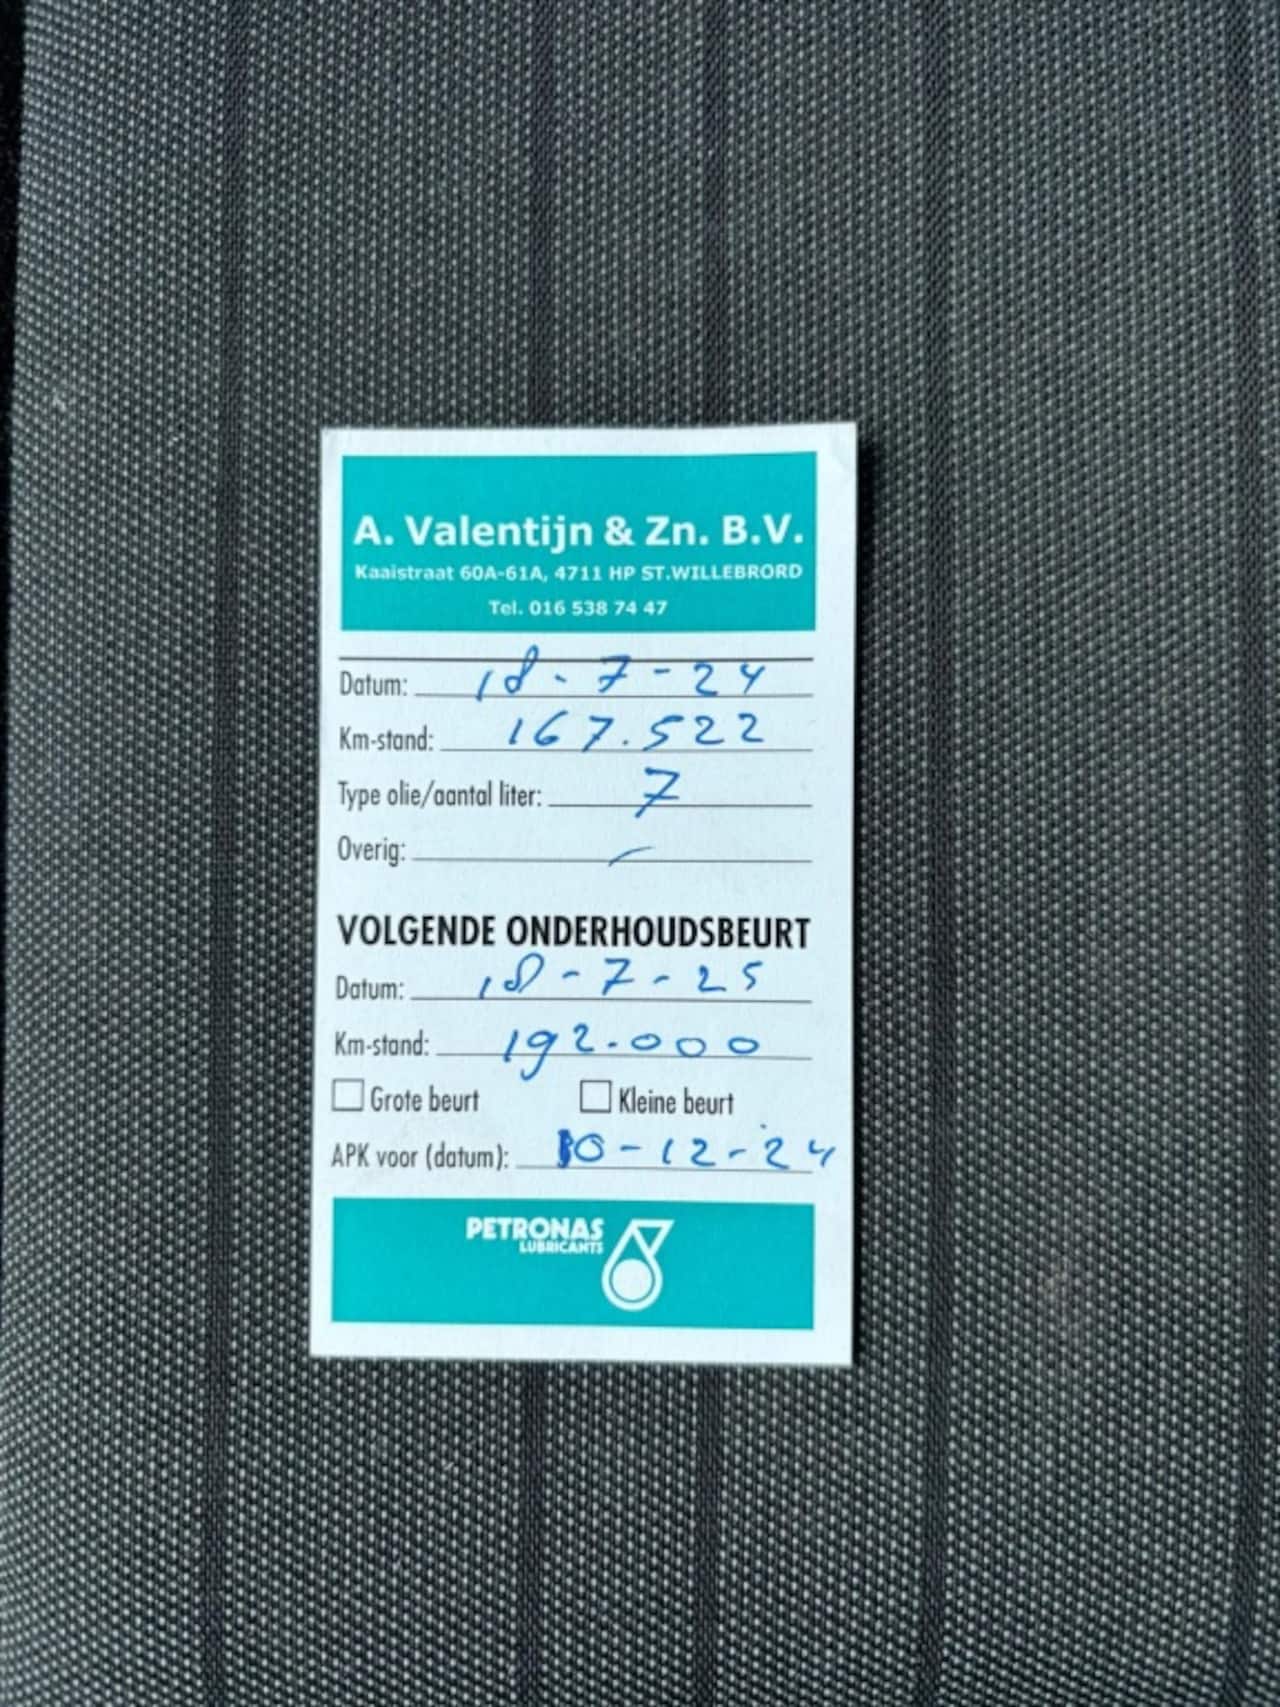 A. Valentijn & Zn. B.V.
Kaaistraat 60A-61A, 4711 HP ST.WILLEBRORD
Tel. 016 538 74 47
Datum: 18-7-24
Km-stand: 167.522
Type olie/aantal liter: 7
Overig: -
VOLGENDE ONDERHOUDSBEURT
Datum: 18-7-25
Km-stand: 192.000
Grote beurt Kleine beurt
APK voor (datum): 10-12-24
PETRONAS
LUBRICANTS